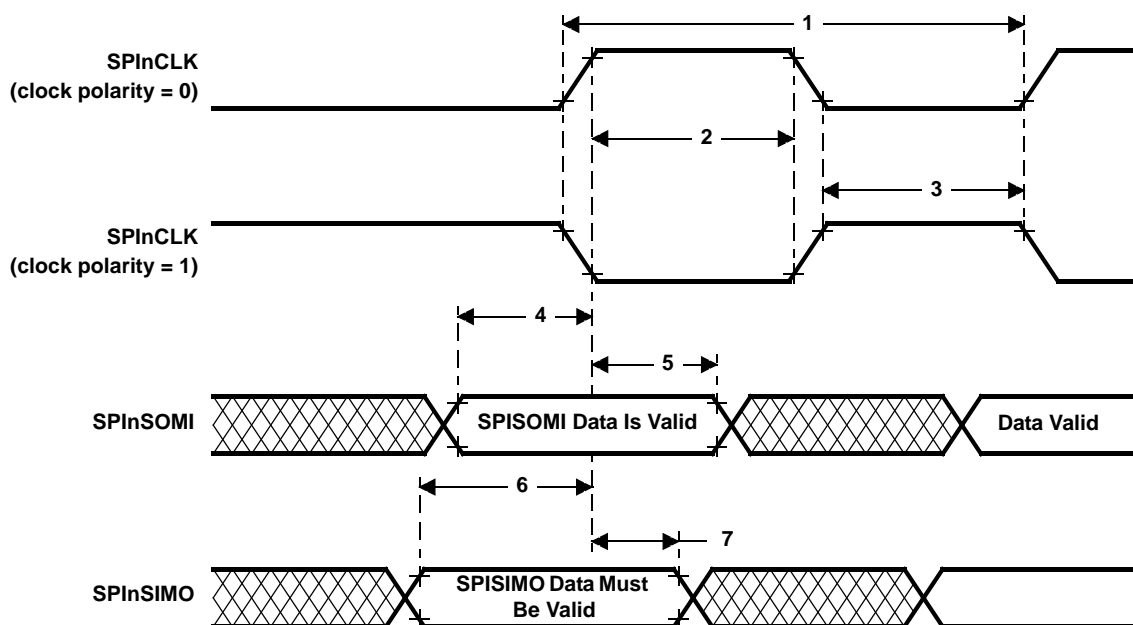 1
SPInCLK
(clock polarity = 0)
2
3
SPInCLK
(clock polarity = 1)
4
5
SPInSOMI
SPISOMI Data Is Valid
Data Valid
6
7
SPInSIMO
SPISIMO Data Must
Be Valid